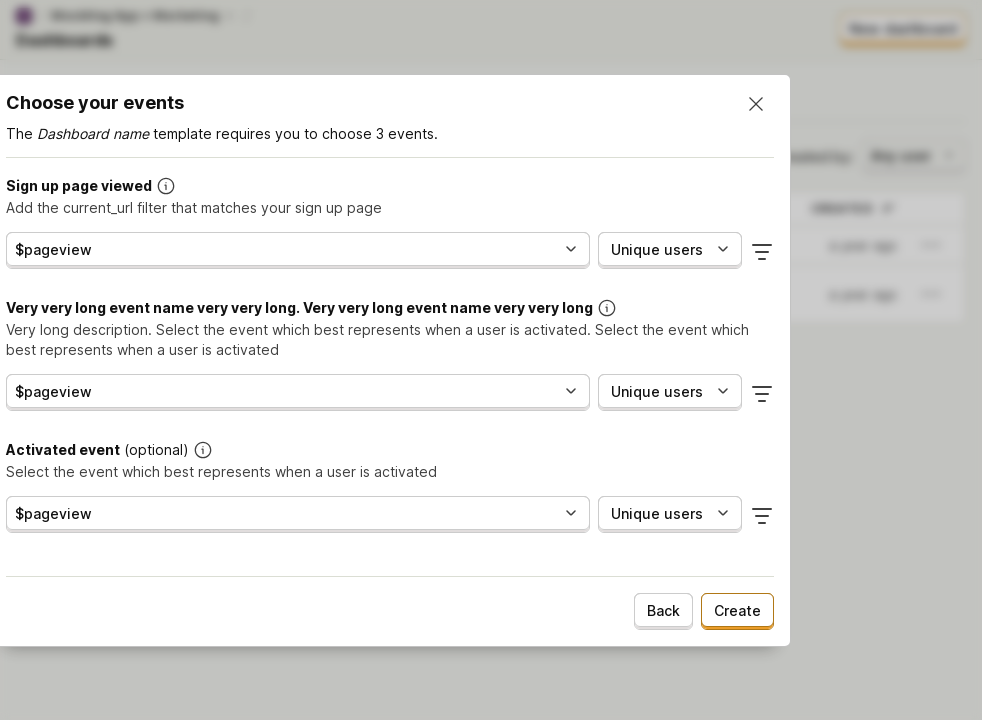 Dashboards
New dashboard
Choose your events
The Dashboard name template requires you to choose 3 events.
Sign up page viewed
Add the current_url filter that matches your sign up page
$pageview
Unique users
Very very long event name very very long. Very very long event name very very long
Very long description. Select the event which best represents when a user is activated. Select the event which
best represents when a user is activated
$pageview
Unique users
Activated event (optional)
Select the event which best represents when a user is activated
$pageview
Unique users
Back
Create